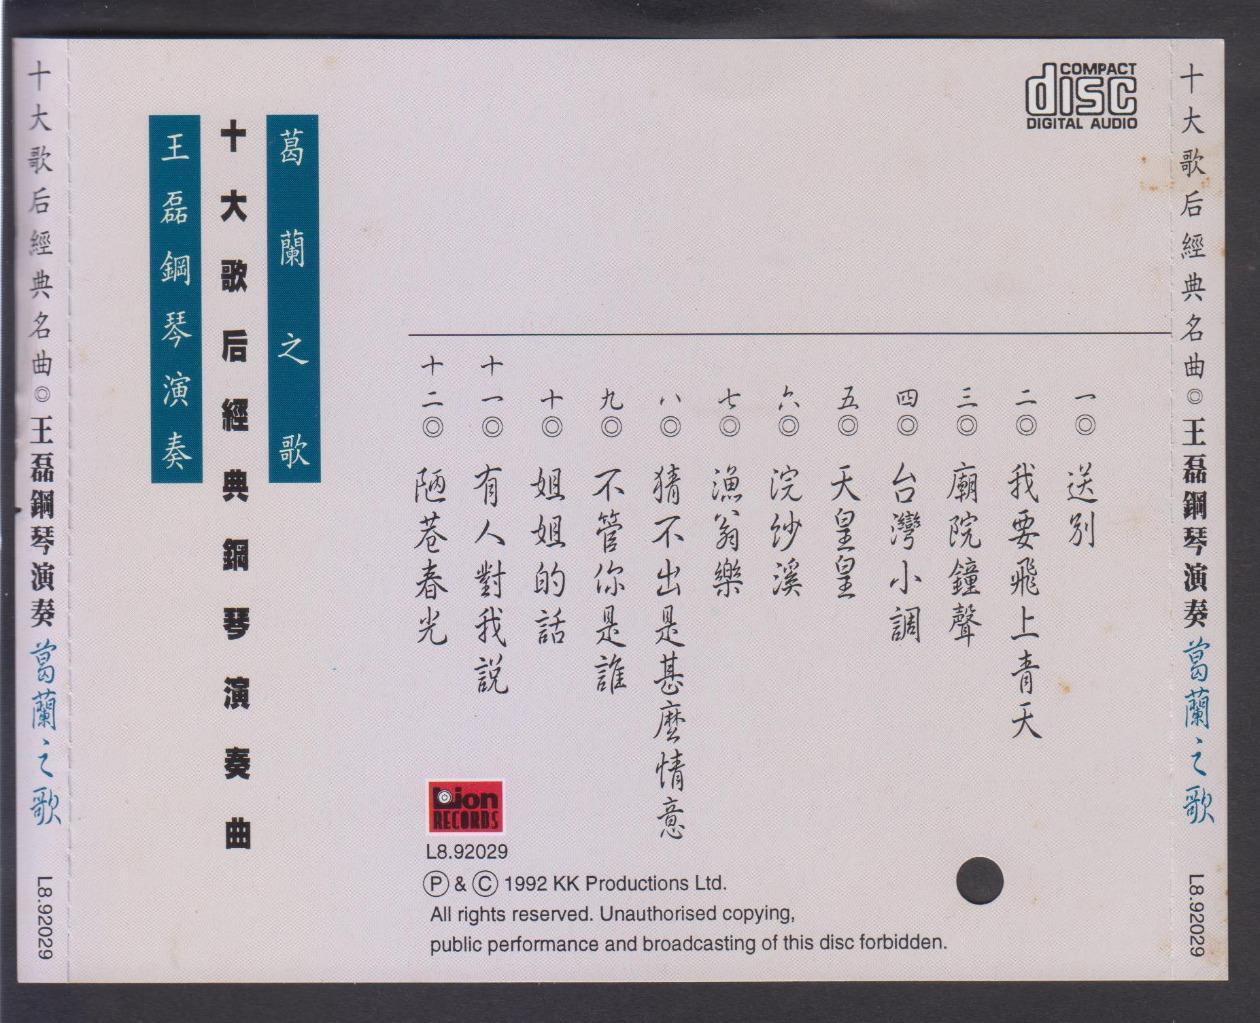 十大歌后經典名曲◎王磊鋼琴演奏 葛蘭之歌 L8.92029
COMPACT
disc
DIGITAL AUDIO
一◎送別
二◎我要飛上青天
三◎廟院鐘聲
四◎台灣小調
五◎天皇皇
六◎浣紗溪
七◎漁翁樂
八◎猜不出是甚麼情意
九◎不管你是誰
十◎姐姐的話
十一◎有人對我説
十二◎陋巷春光
葛蘭之歌
十大歌后經典鋼琴演奏曲
王磊鋼琴演奏
Lion
RECORDS
L8.92029
Ⓟ & Ⓒ 1992 KK Productions Ltd.
All rights reserved. Unauthorised copying,
public performance and broadcasting of this disc forbidden.
十大歌后經典名曲◎王磊鋼琴演奏 葛蘭之歌 L8.92029